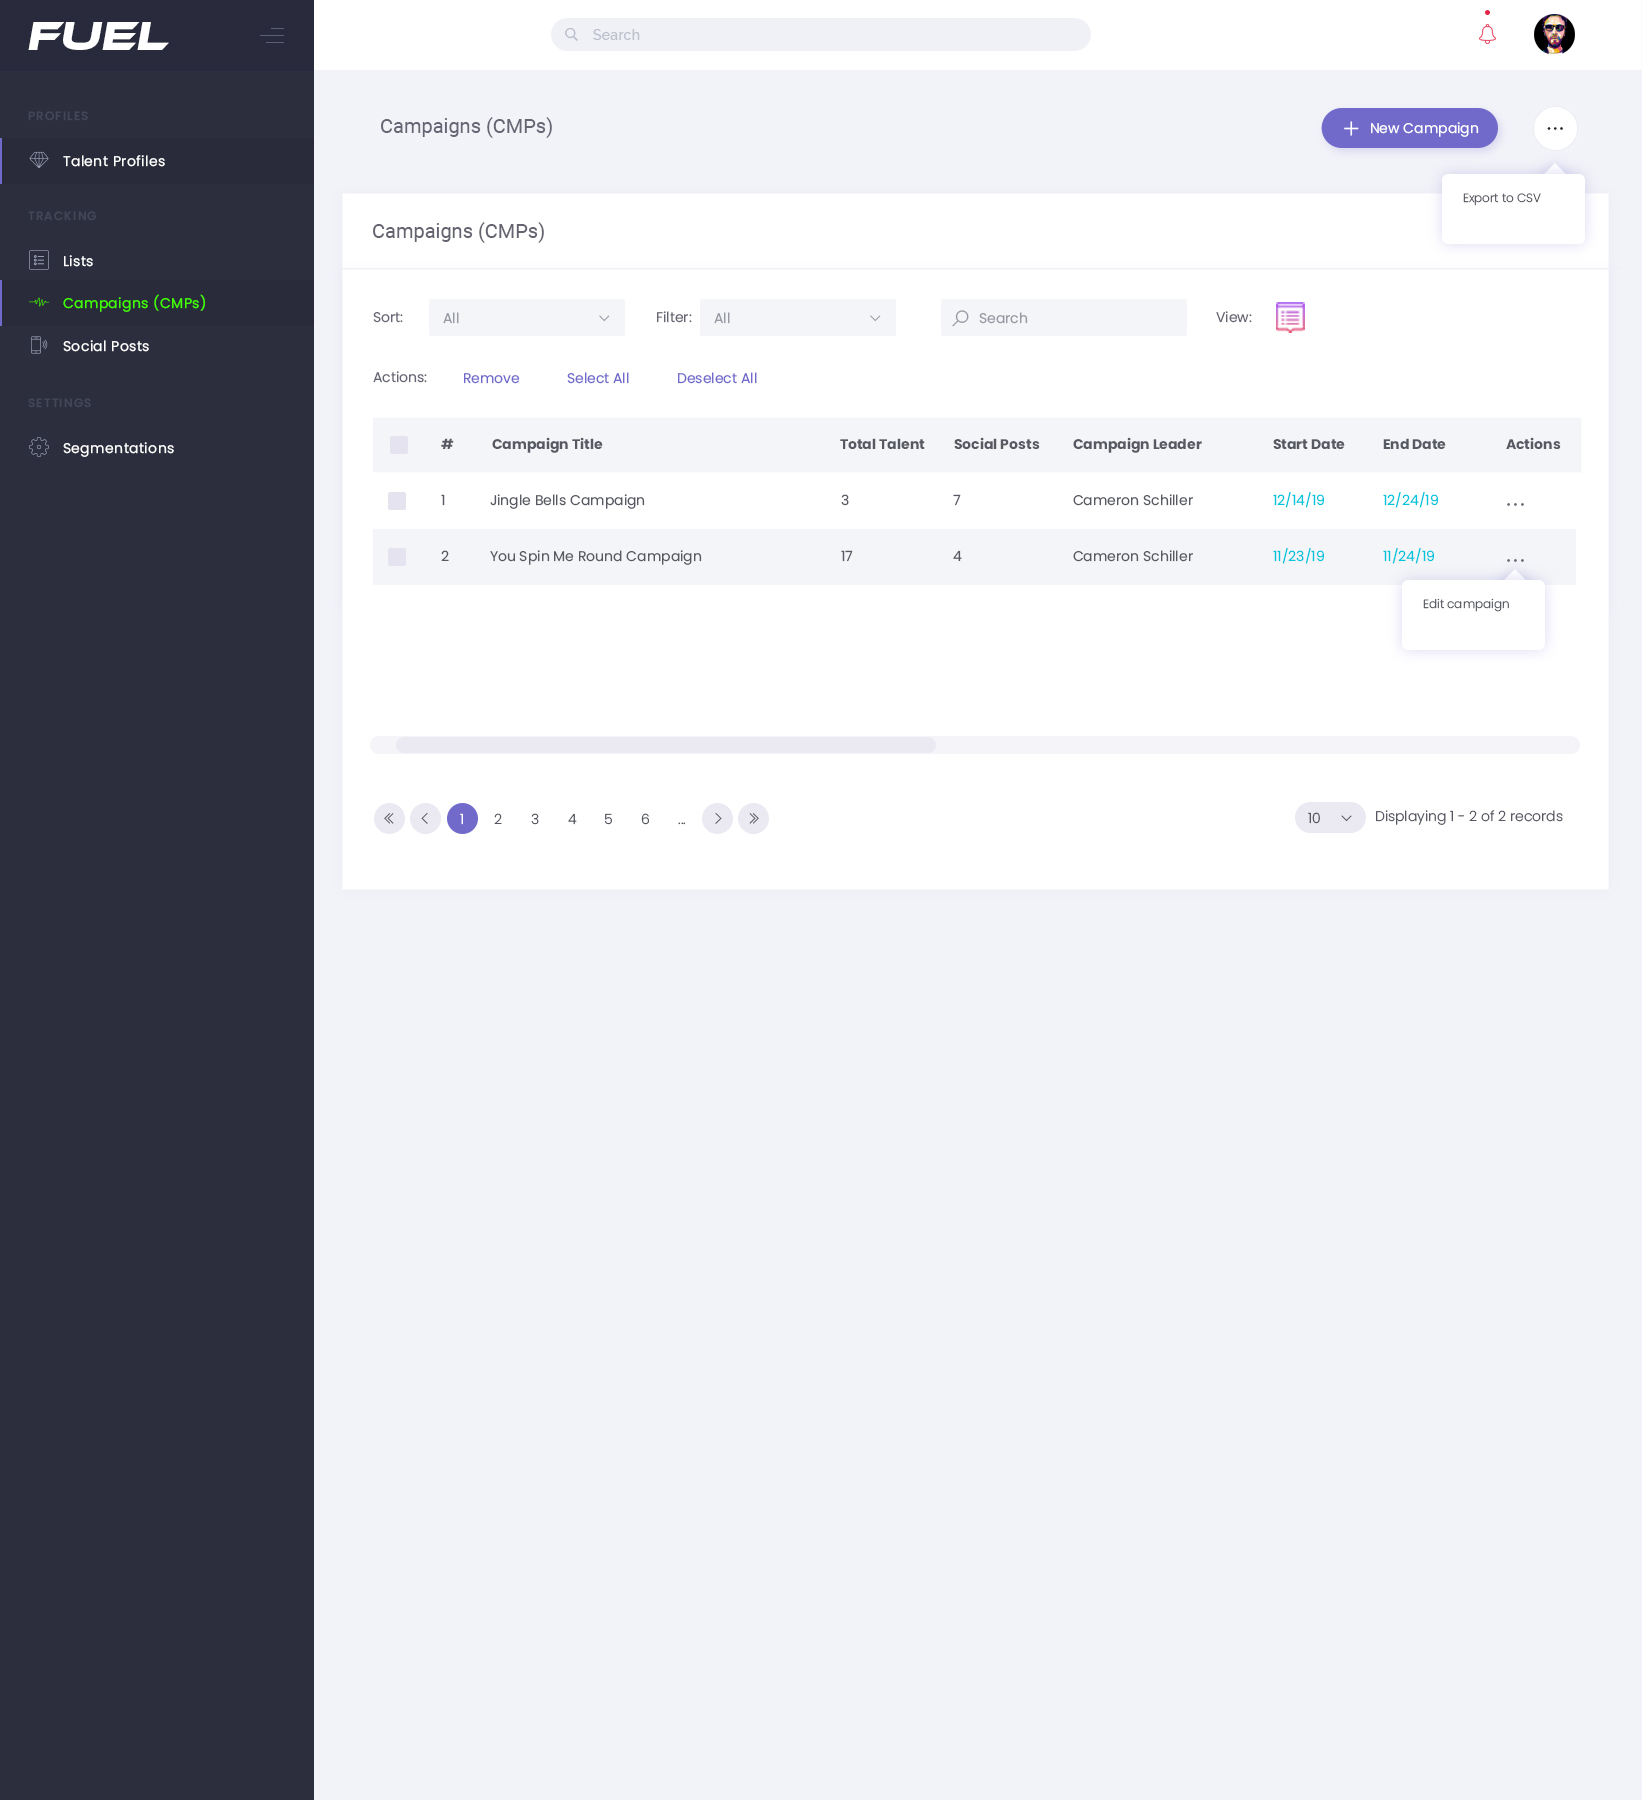 FUEL
Search
PROFILES
Talent Profiles
TRACKING
Lists
Campaigns (CMPs)
Social Posts
SETTINGS
Segmentations
Campaigns (CMPs)
New Campaign
Export to CSV
Campaigns (CMPs)
Sort: All Filter: All Search View:
Actions: Remove Select All Deselect All
# Campaign Title Total Talent Social Posts Campaign Leader Start Date End Date Actions
1 Jingle Bells Campaign 3 7 Cameron Schiller 12/14/19 12/24/19 ...
2 You Spin Me Round Campaign 17 4 Cameron Schiller 11/23/19 11/24/19 ...
Edit campaign
1 2 3 4 5 6 ... 10 Displaying 1 - 2 of 2 records